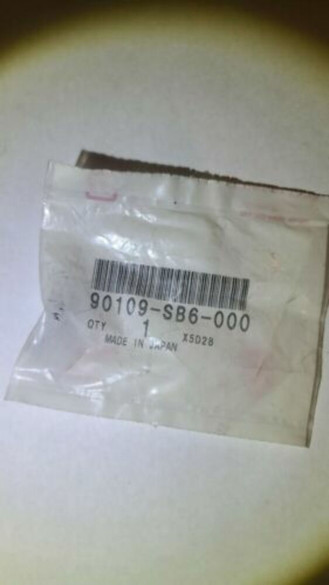 90109-SB6-000
QTY 1 X5D28
MADE IN JAPAN